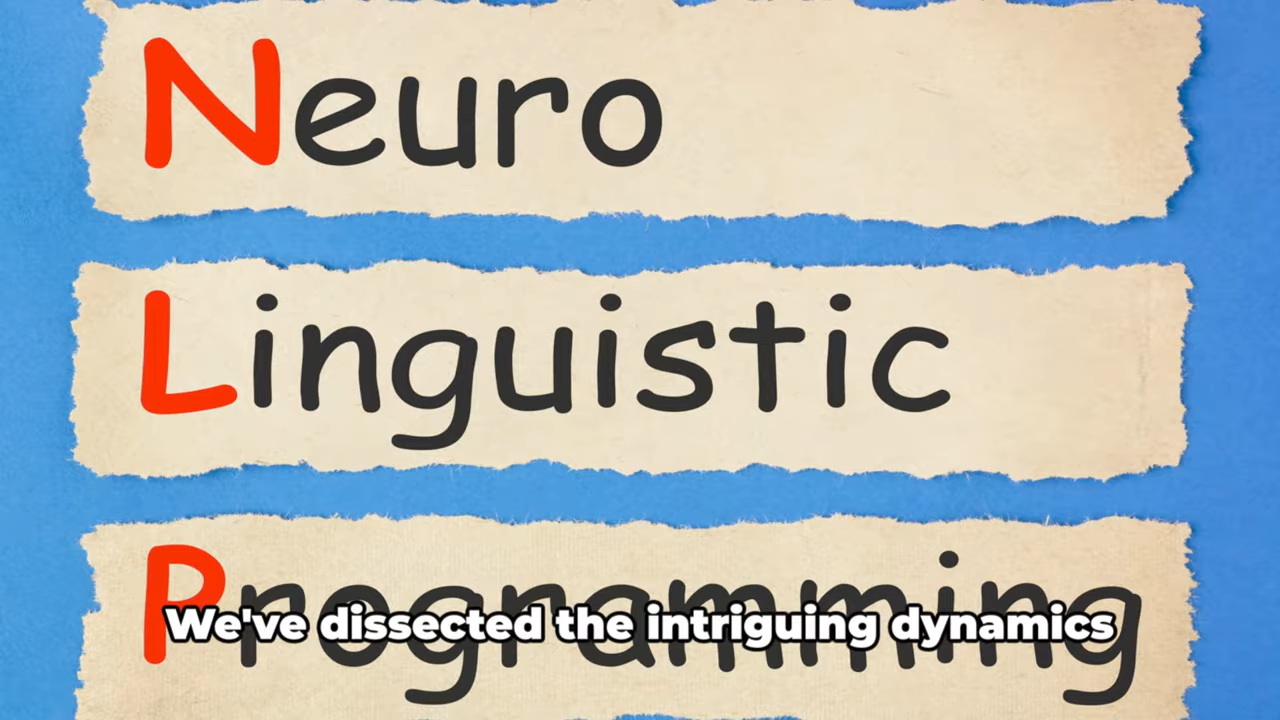 Neuro
Linguistic
Programming
We've dissected the intriguing dynamics